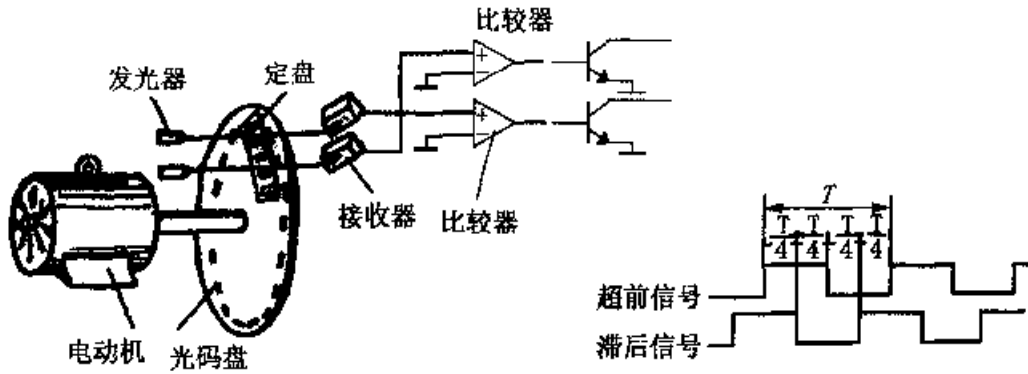 比较器
发光器
定盘
+
−
+
−
接收器
比较器
电动机
光码盘
T
T/4 T/4 T/4 T/4
超前信号
滞后信号